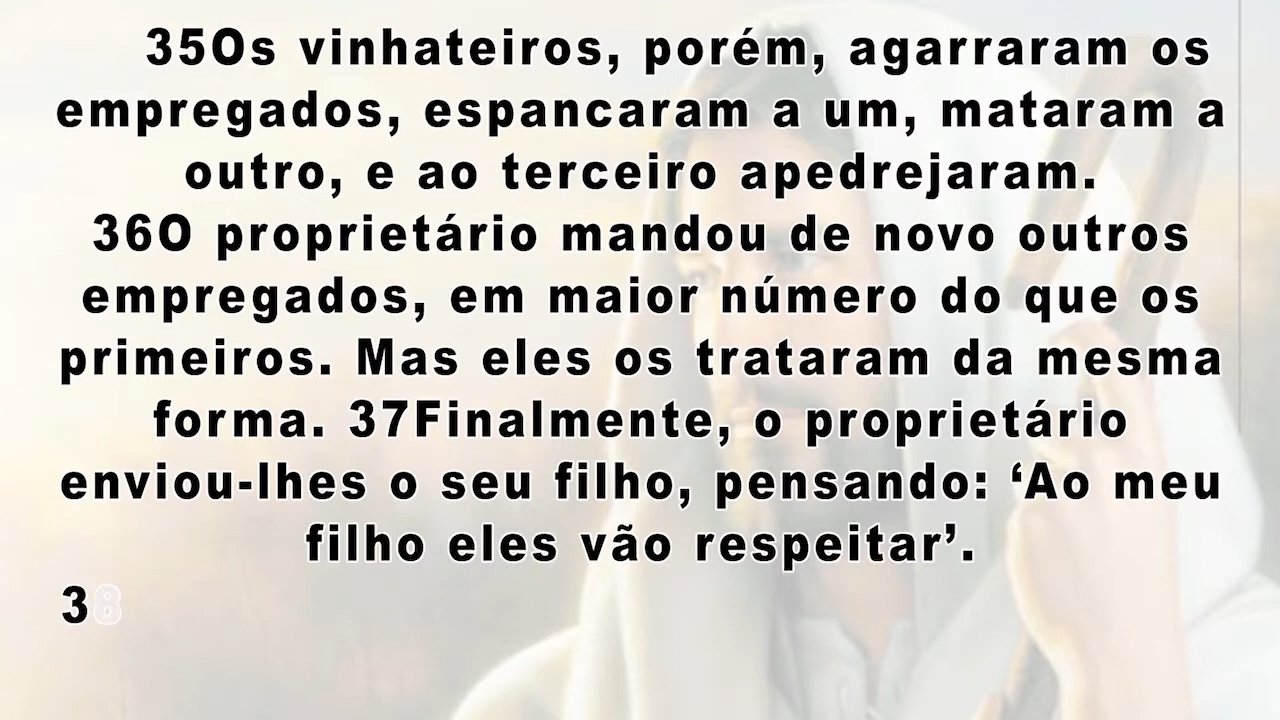 35Os vinhateiros, porém, agarraram os
empregados, espancaram a um, mataram a
outro, e ao terceiro apedrejaram.
36O proprietário mandou de novo outros
empregados, em maior número do que os
primeiros. Mas eles os trataram da mesma
forma. 37Finalmente, o proprietário
enviou-lhes o seu filho, pensando: ‘Ao meu
filho eles vão respeitar’.
38